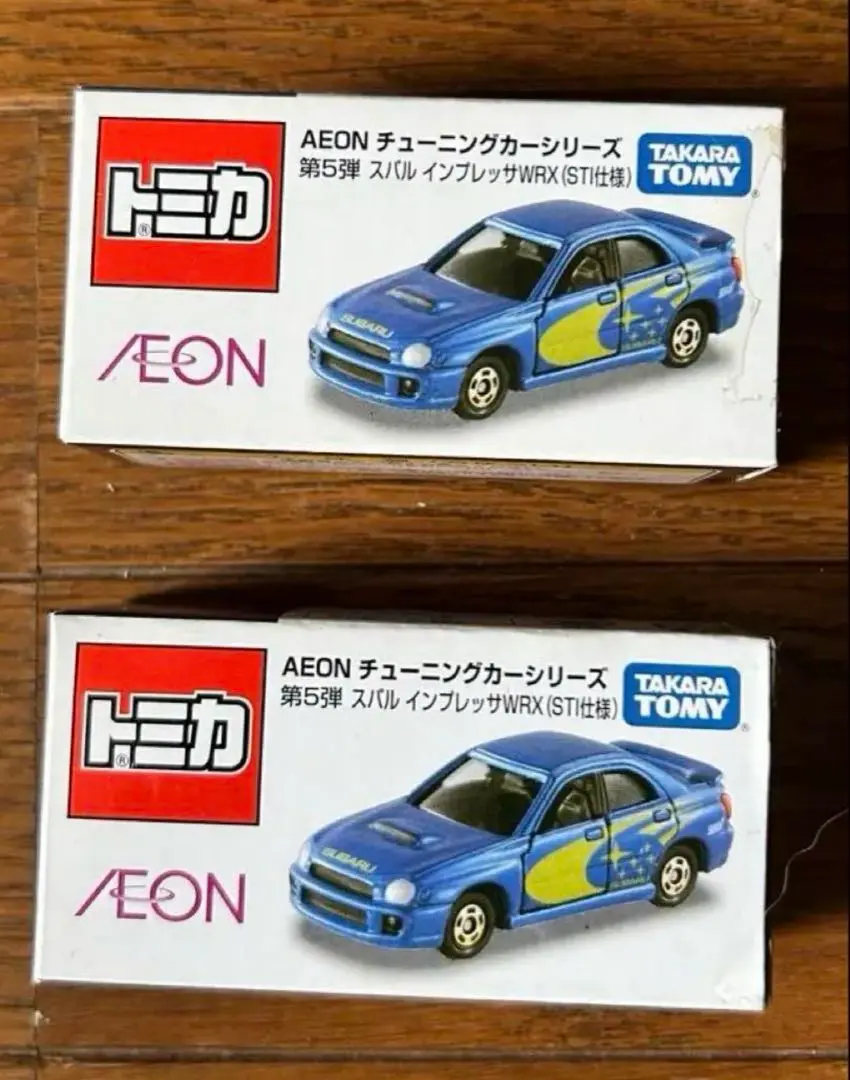 AEON チューニングカーシリーズ
第5弾 スバル インプレッサWRX(STI仕様)
TAKARA
TOMY
®
トミカ
®
SUBARU
SUBARU
AEON
AEON チューニングカーシリーズ
第5弾 スバル インプレッサWRX(STI仕様)
TAKARA
TOMY
®
トミカ
®
SUBARU
SUBARU
AEON